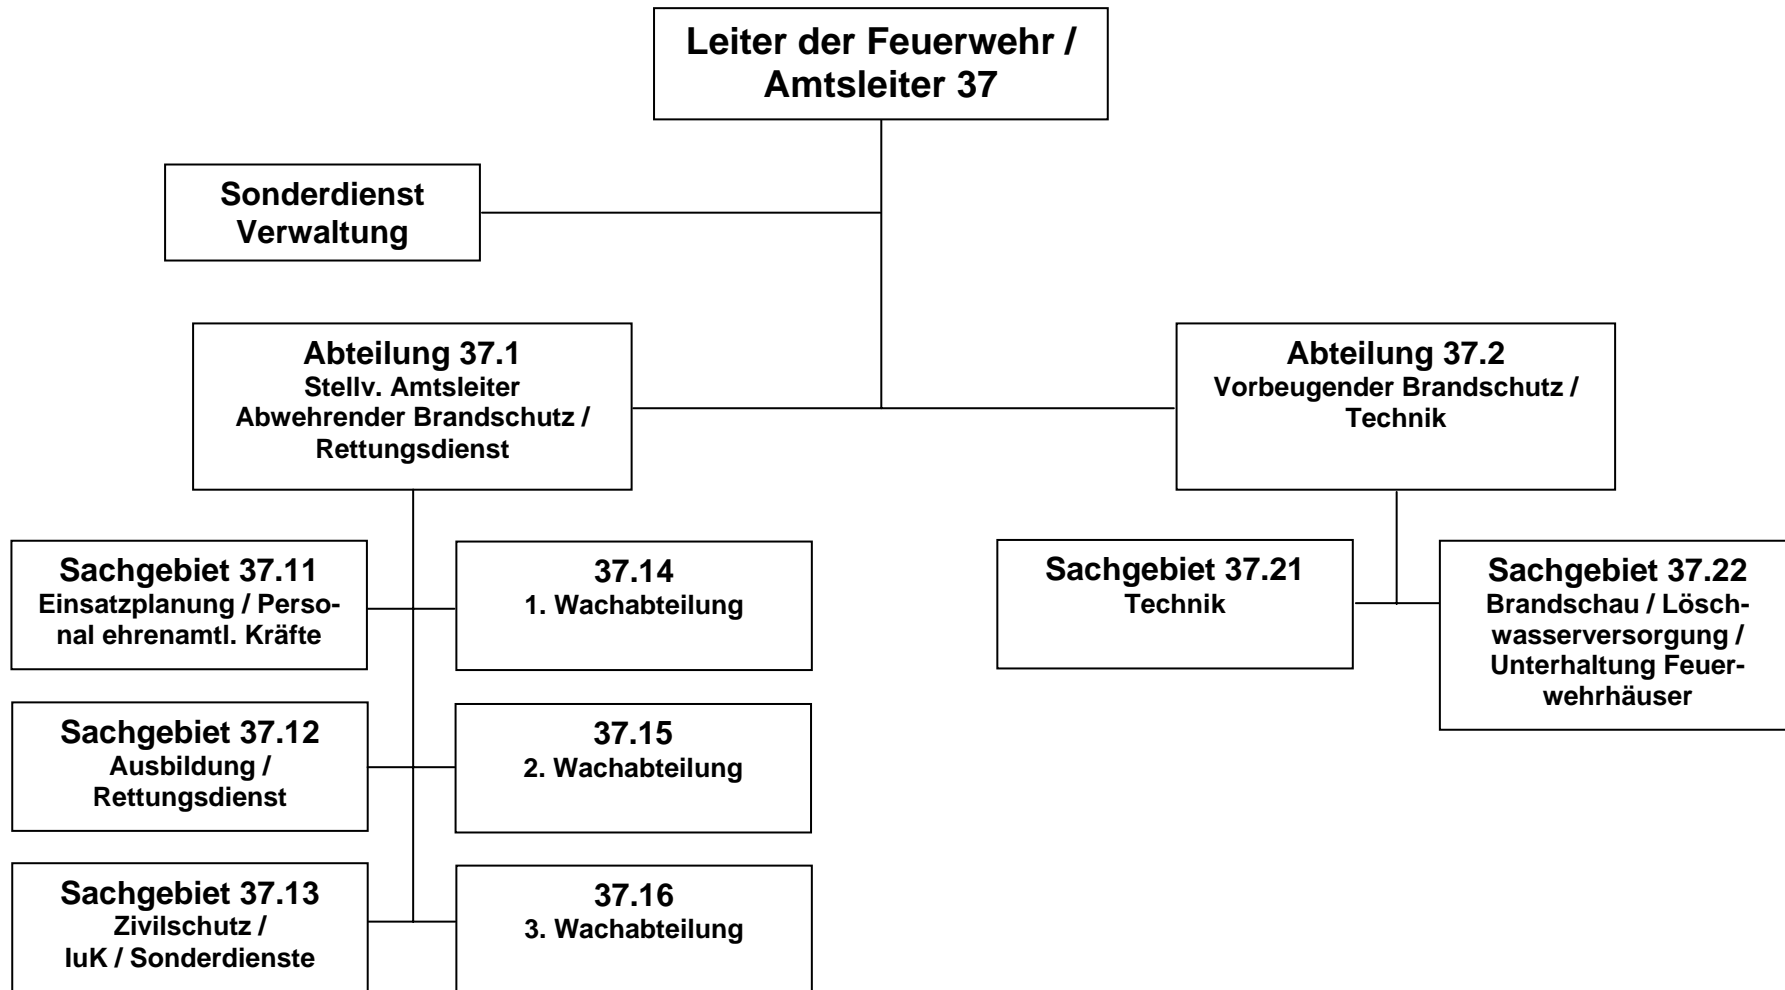 Leiter der Feuerwehr /
Amtsleiter 37
Sonderdienst
Verwaltung
Abteilung 37.1
Stellv. Amtsleiter
Abwehrender Brandschutz /
Rettungsdienst
Abteilung 37.2
Vorbeugender Brandschutz /
Technik
Sachgebiet 37.11
Einsatzplanung / Perso-
nal ehrenamtl. Kräfte
37.14
1. Wachabteilung
Sachgebiet 37.21
Technik
Sachgebiet 37.22
Brandschau / Lösch-
wasserversorgung /
Unterhaltung Feuer-
wehrhäuser
Sachgebiet 37.12
Ausbildung /
Rettungsdienst
37.15
2. Wachabteilung
Sachgebiet 37.13
Zivilschutz /
IuK / Sonderdienste
37.16
3. Wachabteilung